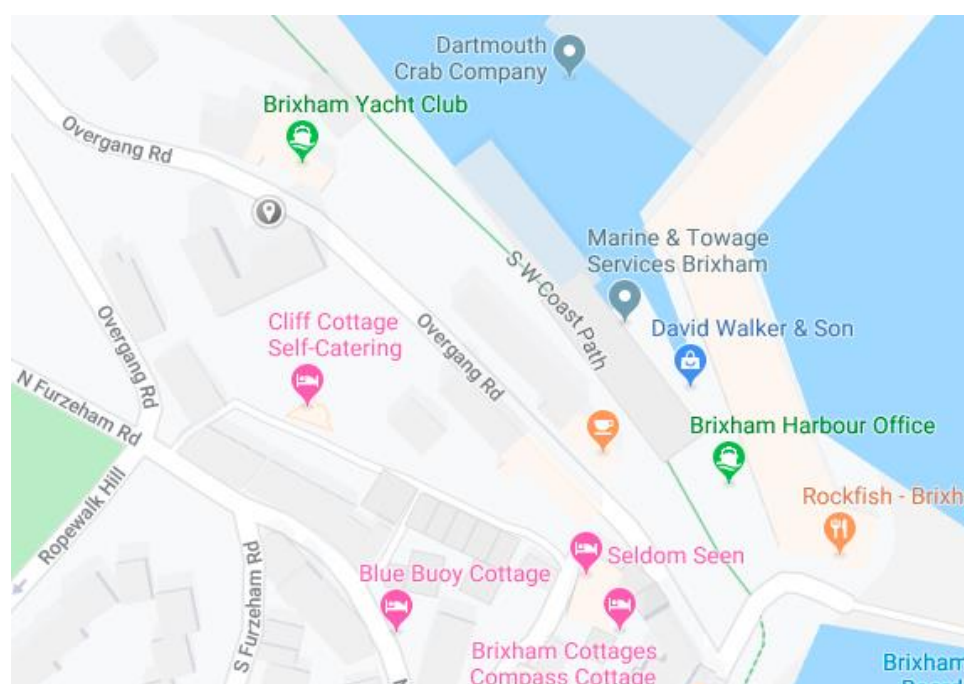 Dartmouth
Crab Company
Brixham Yacht Club
Overgang Rd
Marine & Towage
Services Brixham
S W Coast Path
David Walker & Son
Cliff Cottage
Self-Catering
Overgang Rd
Overgang Rd
N Furzeham Rd
Brixham Harbour Office
Ropewalk Hill
Rockfish - Brixh
S Furzeham Rd
Seldom Seen
Blue Buoy Cottage
Brixham Cottages
Compass Cottage
Brixham